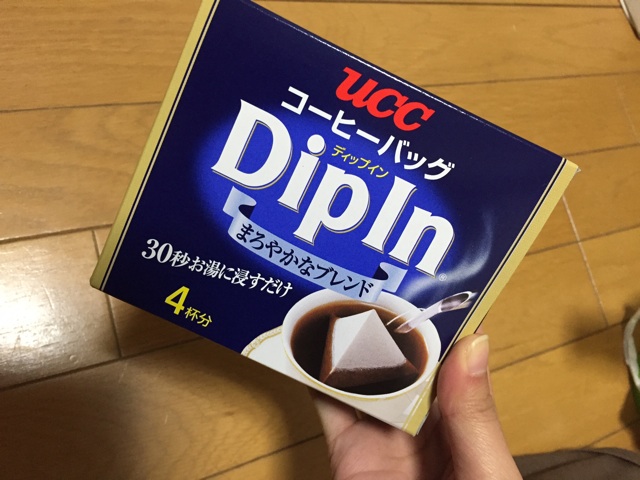 UCC
コーヒーバッグ
ディップイン
DipIn
まろやかなブレンド
30秒お湯に浸すだけ
4杯分